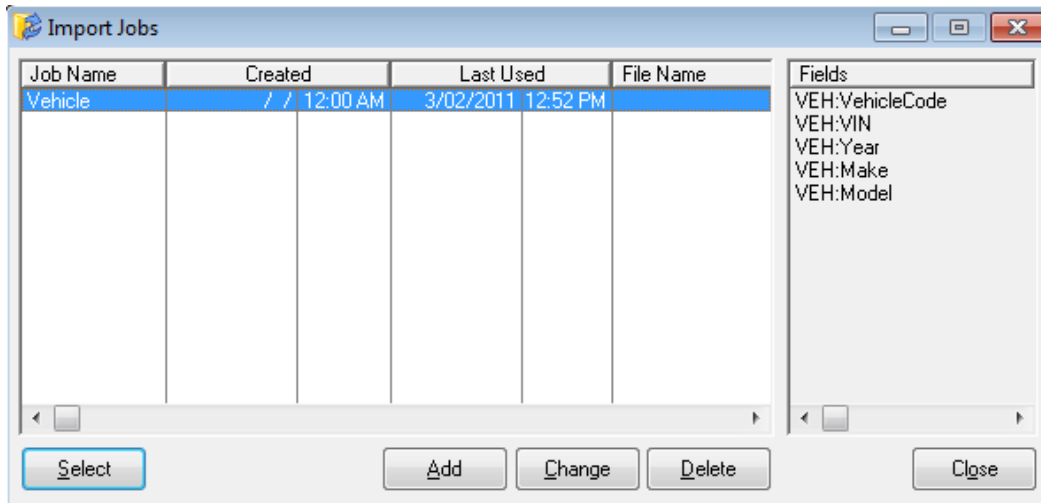 Import Jobs
Job Name Created Last Used File Name
Vehicle / / 12:00 AM 3/02/2011 12:52 PM
Fields
VEH:VehicleCode
VEH:VIN
VEH:Year
VEH:Make
VEH:Model
Select Add Change Delete Close